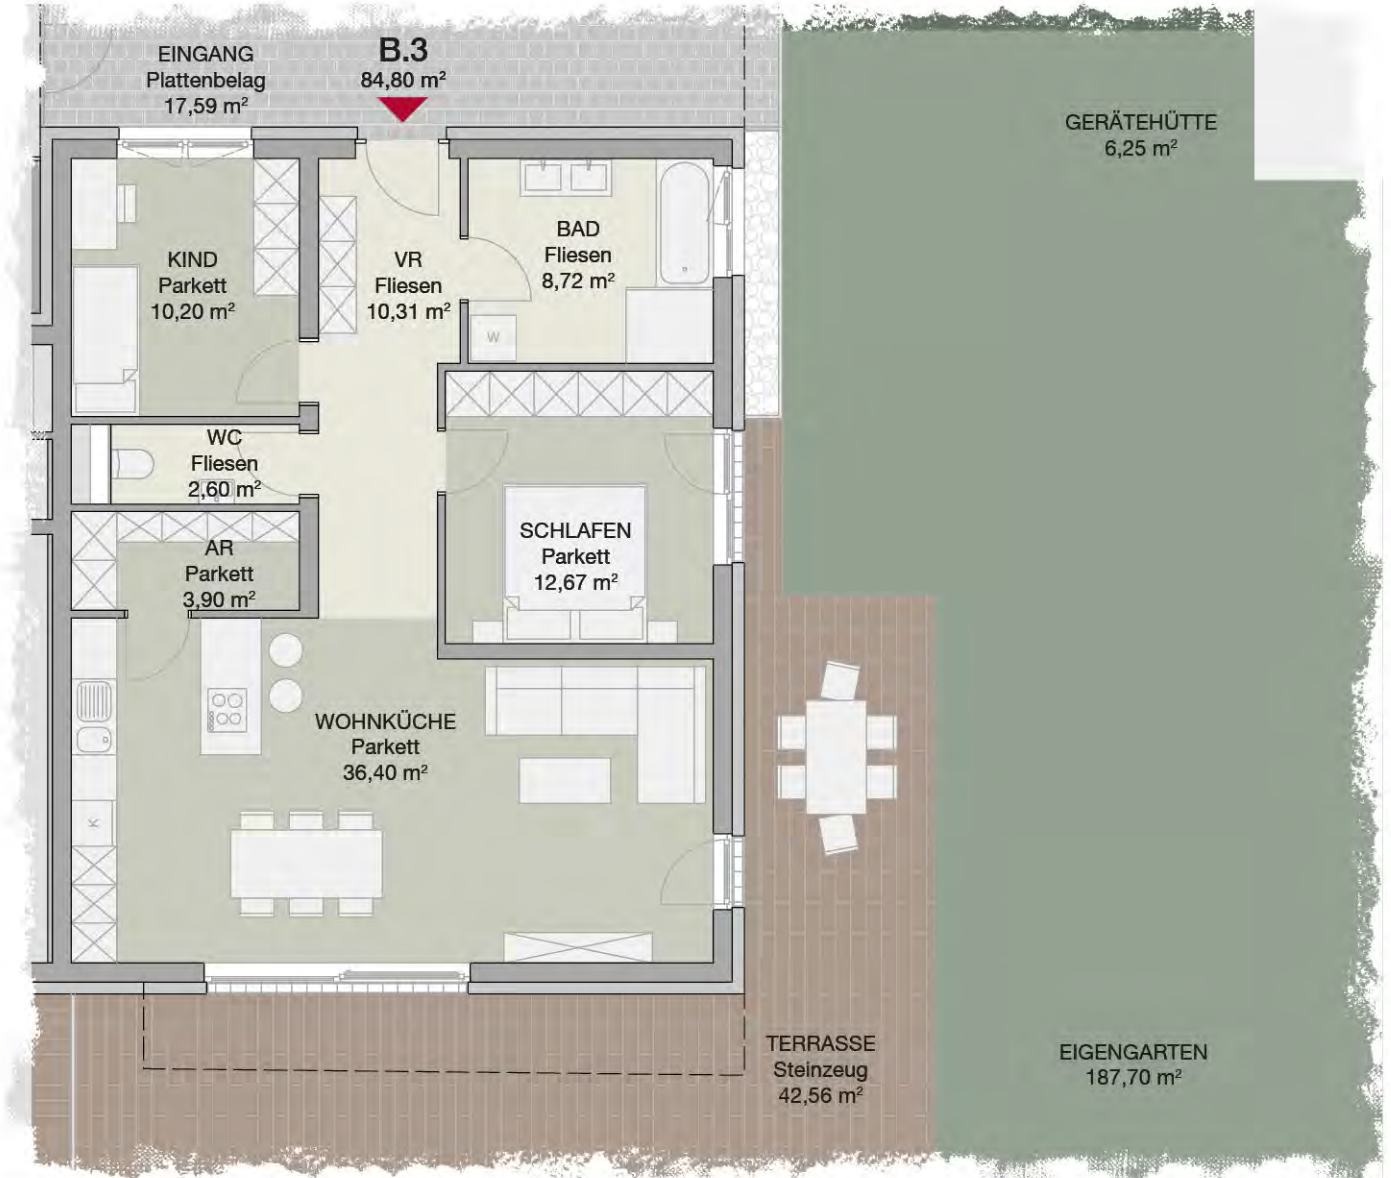 EINGANG
Plattenbelag
17,59 m²
B.3
84,80 m²
GERÄTEHÜTTE
6,25 m²
KIND
Parkett
10,20 m²
VR
Fliesen
10,31 m²
BAD
Fliesen
8,72 m²
W
WC
Fliesen
2,60 m²
AR
Parkett
3,90 m²
SCHLAFEN
Parkett
12,67 m²
WOHNKÜCHE
Parkett
36,40 m²
K
TERRASSE
Steinzeug
42,56 m²
EIGENGARTEN
187,70 m²